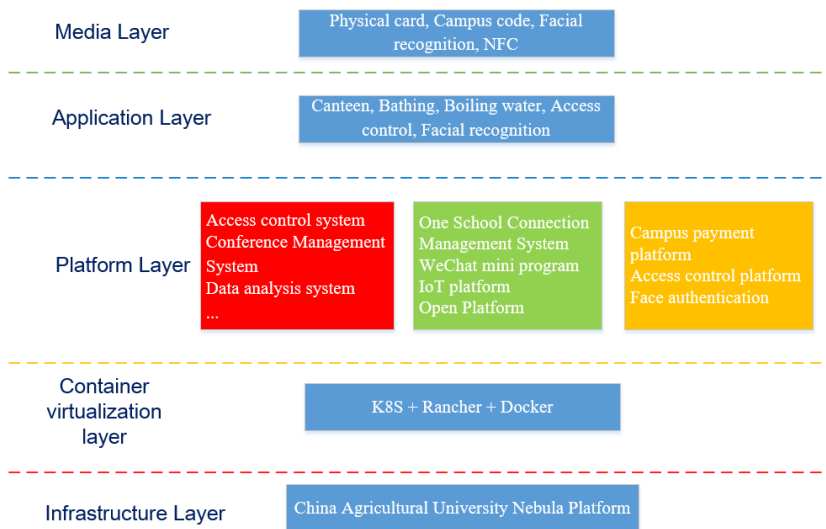 Media Layer
Physical card, Campus code, Facial
recognition, NFC
Application Layer
Canteen, Bathing, Boiling water, Access
control, Facial recognition
Platform Layer
Access control system
Conference Management
System
Data analysis system
...
One School Connection
Management System
WeChat mini program
IoT platform
Open Platform
Campus payment
platform
Access control platform
Face authentication
Container
virtualization
layer
K8S + Rancher + Docker
Infrastructure Layer
China Agricultural University Nebula Platform